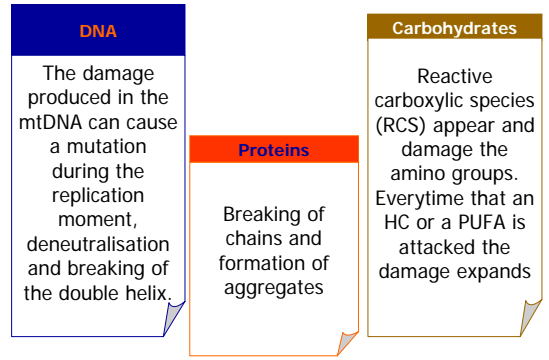 DNA
The damage
produced in the
mtDNA can cause
a mutation
during the
replication
moment,
deneutralisation
and breaking of
the double helix.
Proteins
Breaking of
chains and
formation of
aggregates
Carbohydrates
Reactive
carboxylic species
(RCS) appear and
damage the
amino groups.
Everytime that an
HC or a PUFA is
attacked the
damage expands